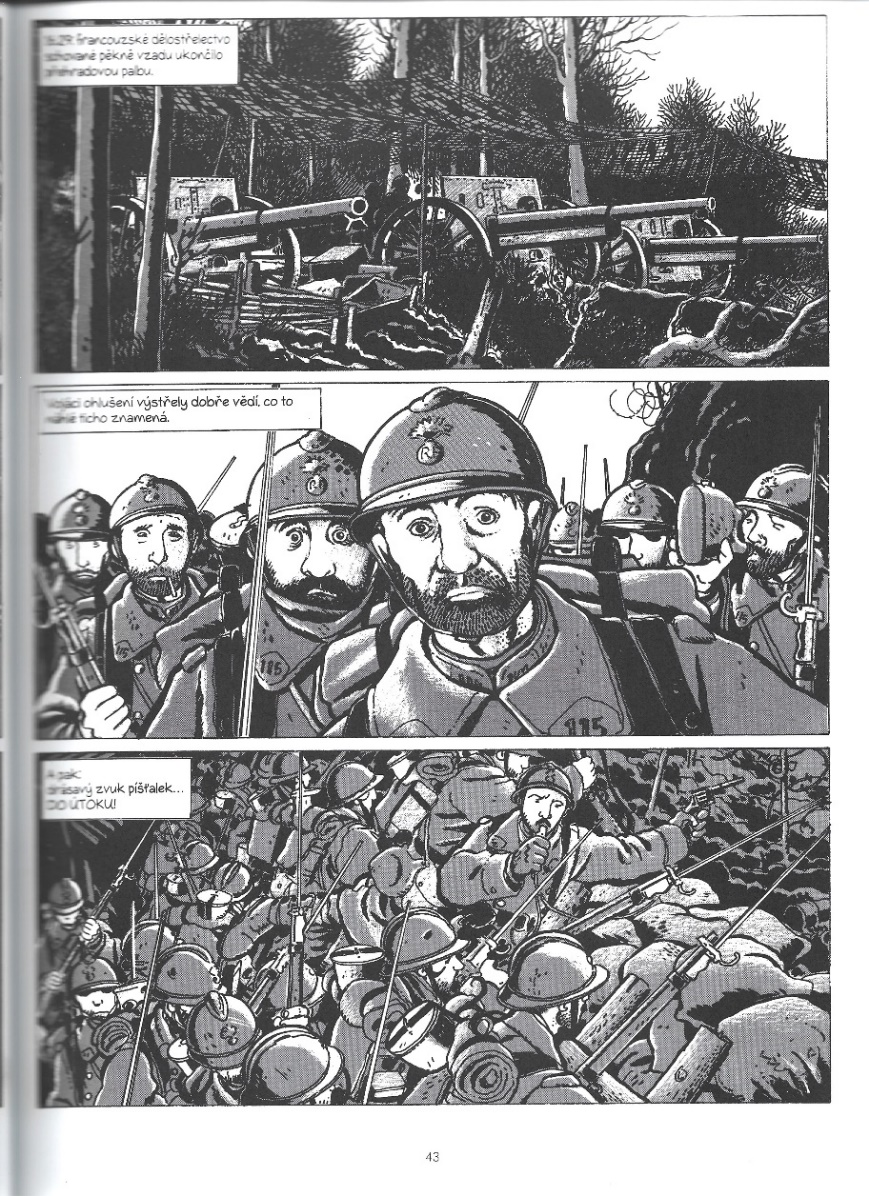 16:29: francouzské dělostřelectvo
schované pěkně vzadu ukončilo
přehradovou palbu.
Vojáci ohlušení výstřely dobře vědí, co to
náhlé ticho znamená.
115
115
A pak:
drásavý zvuk píšťalek...
DO ÚTOKU!
43